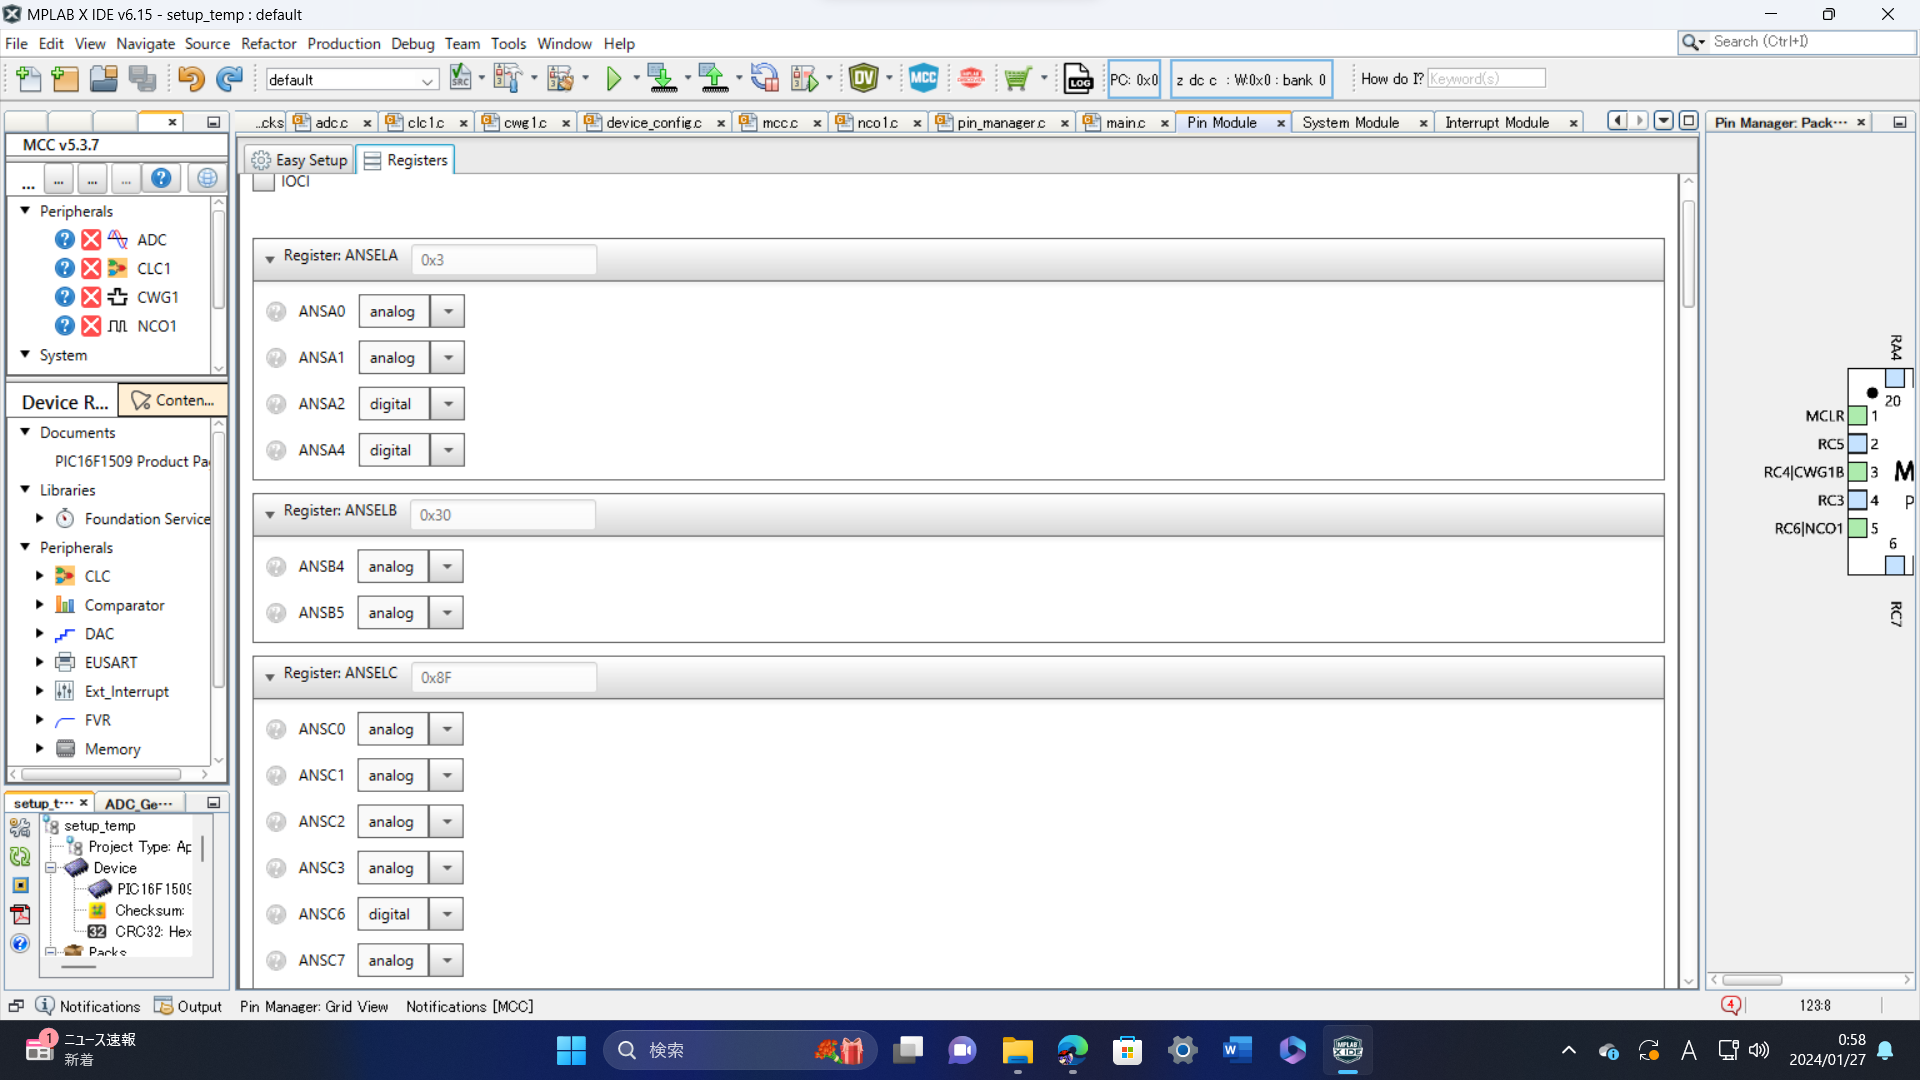 MPLAB X IDE v6.15 - setup_temp : default
File Edit View Navigate Source Refactor Production Debug Team Tools Window Help
Search (Ctrl+I)
default
SRC
DV
MCC
LOG
PC: 0x0
z dc c : W:0x0 : bank 0
How do I?
Keyword(s)
...cks adc.c clc1.c cwg1.c device_config.c mcc.c nco1.c pin_manager.c main.c Pin Module System Module Interrupt Module
Pin Manager: Pack...
MCC v5.3.7
... ... ... ...
Peripherals
ADC
CLC1
CWG1
NCO1
System
Device R...
Conten...
Documents
PIC16F1509 Product Pa
Libraries
Foundation Service
Peripherals
CLC
Comparator
DAC
EUSART
Ext_Interrupt
FVR
Memory
setup_t...
ADC_Ge...
setup_temp
Project Type: Ap
Device
PIC16F1509
Checksum:
32 CRC32: Hex
Packs
Easy Setup
Registers
IOCI
Register: ANSELA 0x3
ANSA0 analog
ANSA1 analog
ANSA2 digital
ANSA4 digital
Register: ANSELB 0x30
ANSB4 analog
ANSB5 analog
Register: ANSELC 0x8F
ANSC0 analog
ANSC1 analog
ANSC2 analog
ANSC3 analog
ANSC6 digital
ANSC7 analog
RA4
20
MCLR 1
RC5 2
RC4|CWG1B 3
M
RC3 4
P
RC6|NCO1 5
6
RC7
Notifications Output Pin Manager: Grid View Notifications [MCC]
4
123:8
1
ニュース速報
新着
検索
W
MPLAB
X IDE
A
0:58
2024/01/27